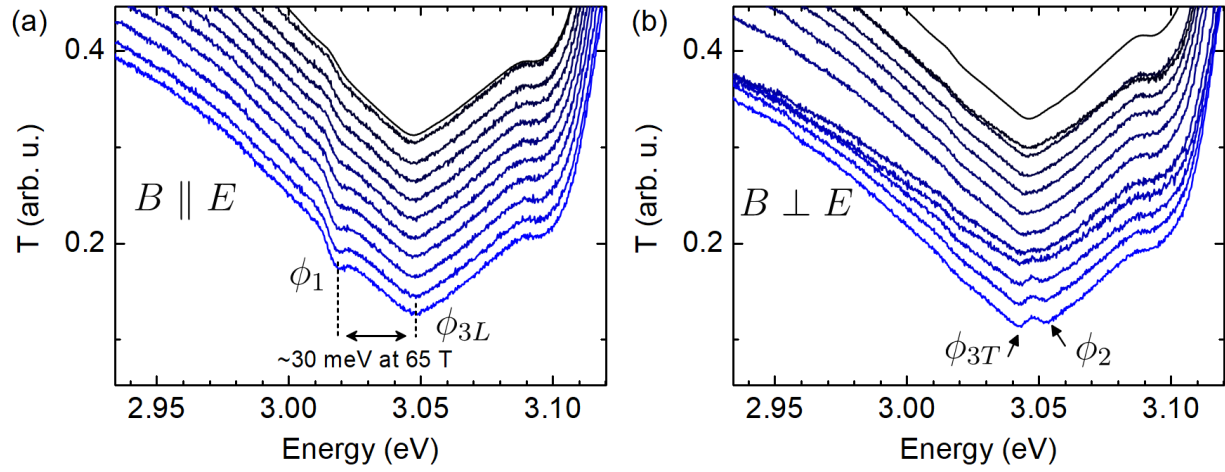 (a)
0.4
0.2
T (arb. u.)
B ∥ E
ϕ1
ϕ3L
~30 meV at 65 T
2.95 3.00 3.05 3.10
Energy (eV)
(b)
0.4
0.2
T (arb. u.)
B ⊥ E
ϕ3T
ϕ2
2.95 3.00 3.05 3.10
Energy (eV)